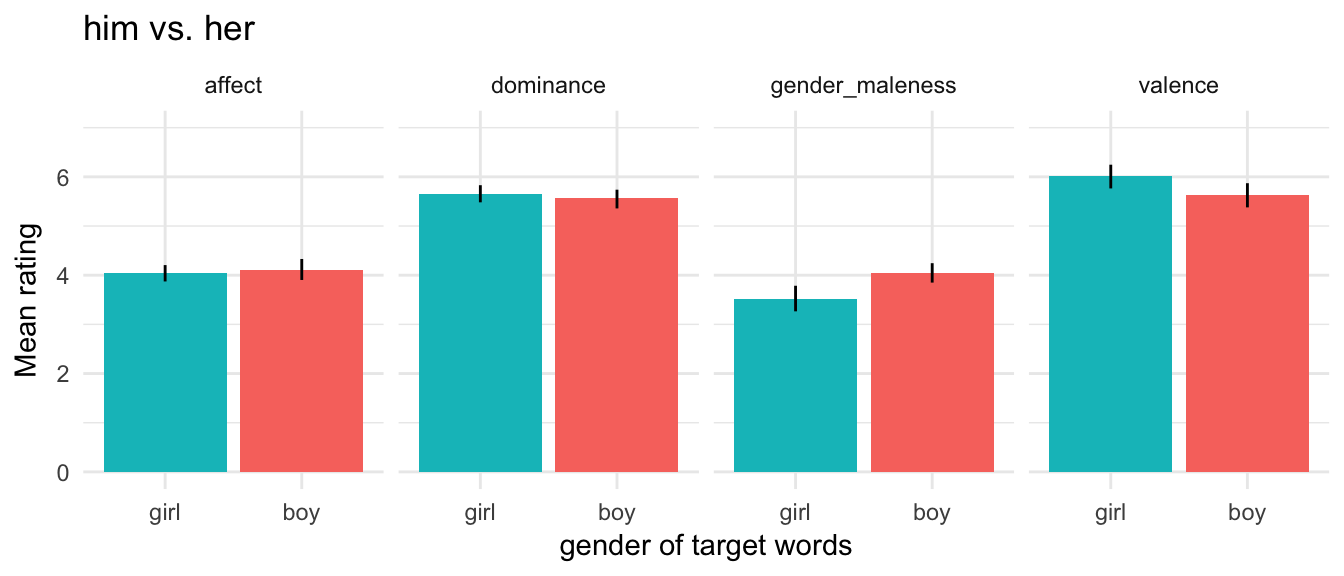 him vs. her
affect dominance gender_maleness valence
Mean rating
6
4
2
0
girl boy girl boy girl boy girl boy
gender of target words